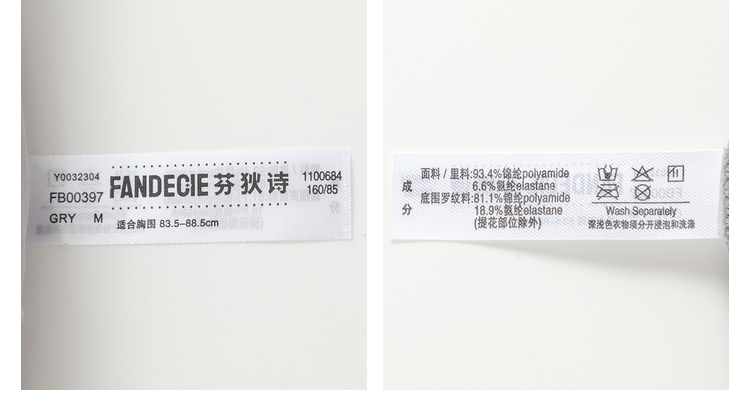 Y0032304
FB00397
GRY M
FANDECIE 芬狄诗
适合胸围 83.5-88.5cm
1100684
160/85
成分
面料/里料:93.4%锦纶polyamide
6.6%氨纶elastane
底围罗纹料:81.1%锦纶polyamide
18.9%氨纶elastane
(提花部位除外)
Wash Separately
深浅色衣物须分开浸泡和洗涤